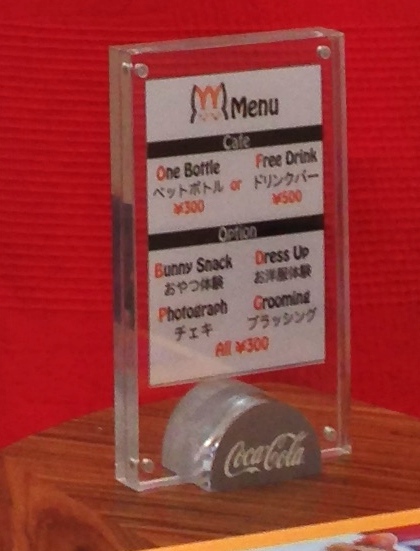 Menu
Cafe
One Bottle
ペットボトル
¥300
or
Free Drink
ドリンクバー
¥500
Option
Bunny Snack
おやつ体験
Dress Up
お洋服体験
Photograph
チェキ
Grooming
ブラッシング
All ¥300
Coca-Cola